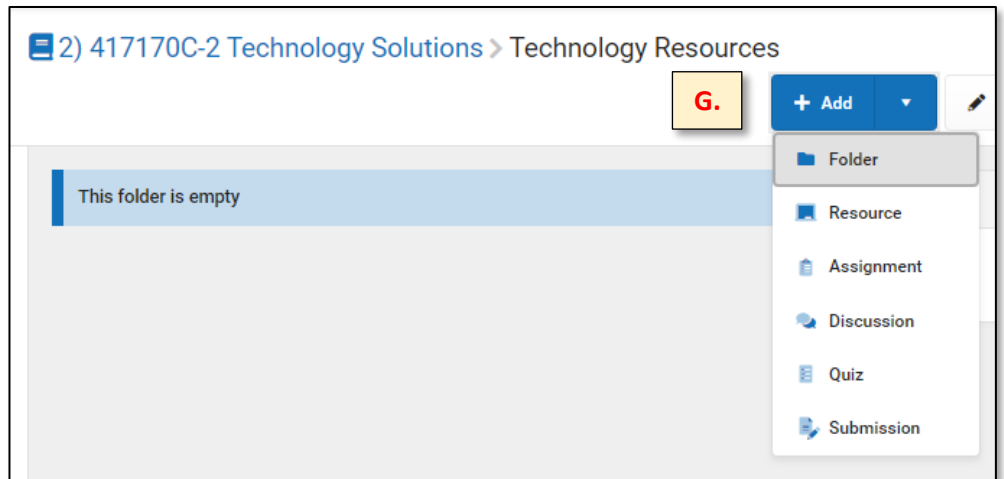 2) 417170C-2 Technology Solutions > Technology Resources
G.
+ Add
Folder
This folder is empty
Resource
Assignment
Discussion
Quiz
Submission